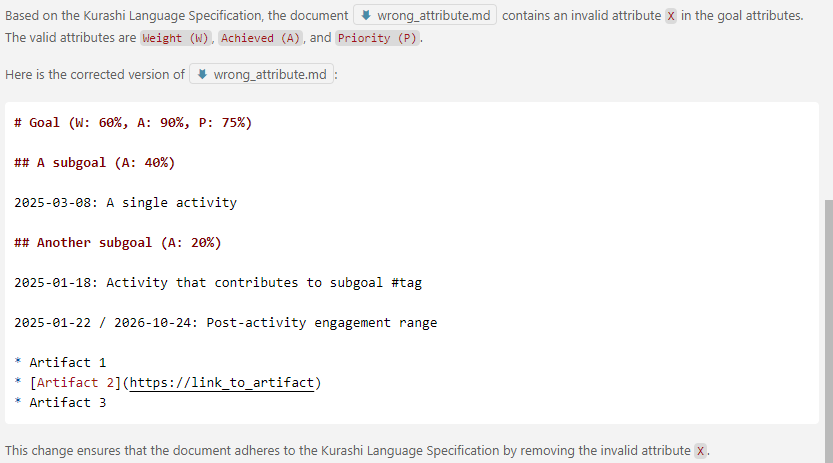 Based on the Kurashi Language Specification, the document wrong_attribute.md contains an invalid attribute X in the goal attributes.
The valid attributes are Weight (W), Achieved (A), and Priority (P).
Here is the corrected version of wrong_attribute.md:
# Goal (W: 60%, A: 90%, P: 75%)
## A subgoal (A: 40%)
2025-03-08: A single activity
## Another subgoal (A: 20%)
2025-01-18: Activity that contributes to subgoal #tag
2025-01-22 / 2026-10-24: Post-activity engagement range
* Artifact 1
* [Artifact 2](https://link_to_artifact)
* Artifact 3
This change ensures that the document adheres to the Kurashi Language Specification by removing the invalid attribute X.